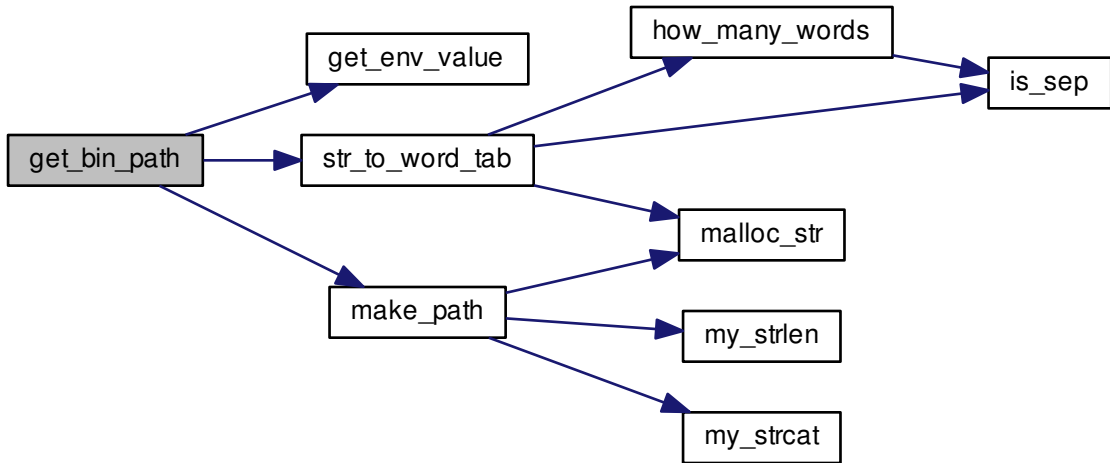 get_bin_path
get_env_value
str_to_word_tab
make_path
how_many_words
is_sep
malloc_str
my_strlen
my_strcat